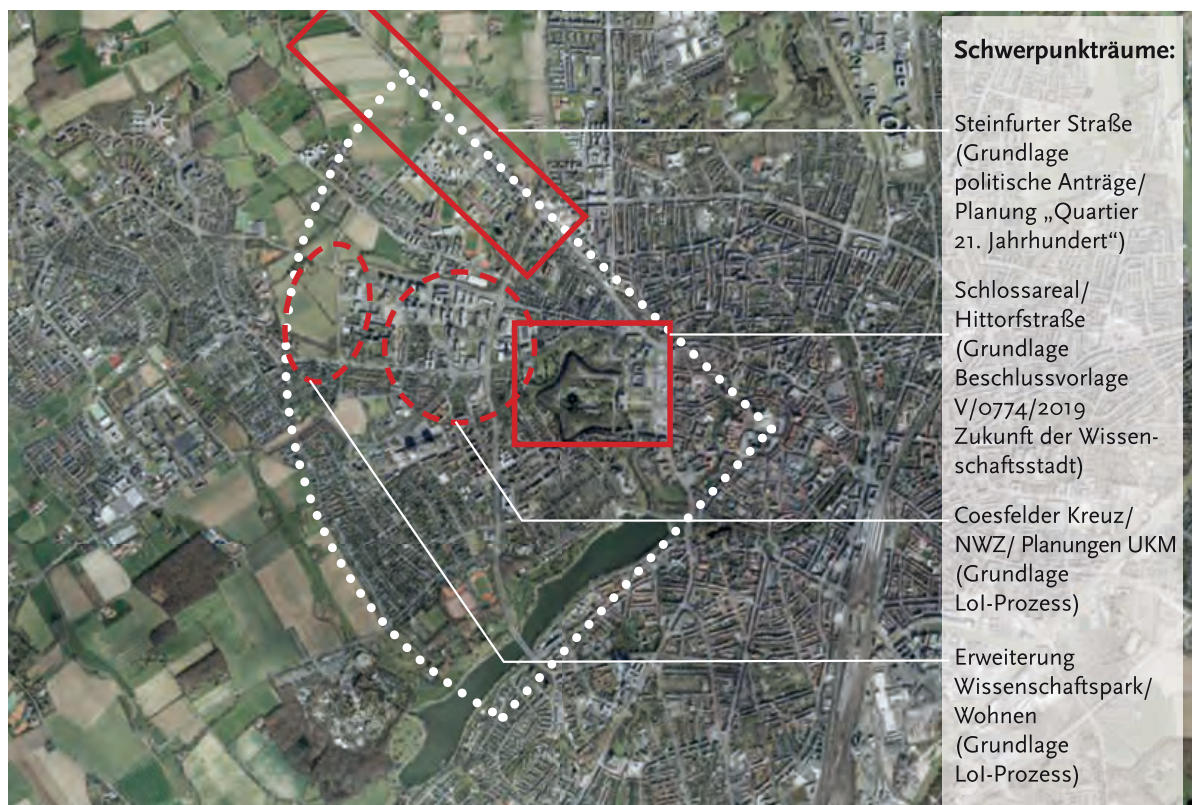 Schwerpunkträume:
Steinfurter Straße
(Grundlage
politische Anträge/
Planung „Quartier
21. Jahrhundert“)
Schlossareal/
Hittorfstraße
(Grundlage
Beschlussvorlage
V/0774/2019
Zukunft der Wissen-
schaftsstadt)
Coesfelder Kreuz/
NWZ/ Planungen UKM
(Grundlage
LoI-Prozess)
Erweiterung
Wissenschaftspark/
Wohnen
(Grundlage
LoI-Prozess)